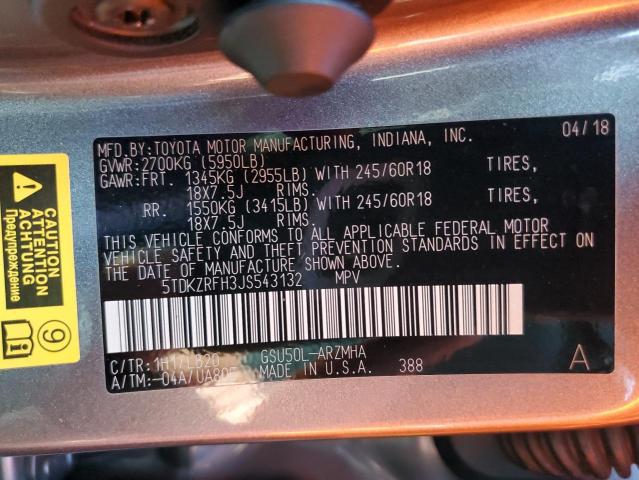 MFD.BY:TOYOTA MOTOR MANUFACTURING, INDIANA, INC. 04/18
GVWR:2700KG (5950LB)
GAWR:FRT. 1345KG (2955LB) WITH 245/60R18 TIRES,
18X7.5J RIMS.
RR. 1550KG (3415LB) WITH 245/60R18 TIRES,
18X7.5J RIMS.
THIS VEHICLE CONFORMS TO ALL APPLICABLE FEDERAL MOTOR
VEHICLE SAFETY AND THEFT PREVENTION STANDARDS IN EFFECT ON
THE DATE OF MANUFACTURE SHOWN ABOVE.
5TDKZRFH3JS543132 MPV
C/TR: GSU50L-ARZMHA A
A/TM: MADE IN U.S.A. 388
CAUTION
ATTENTION
ACHTUNG
Предупреждение
9